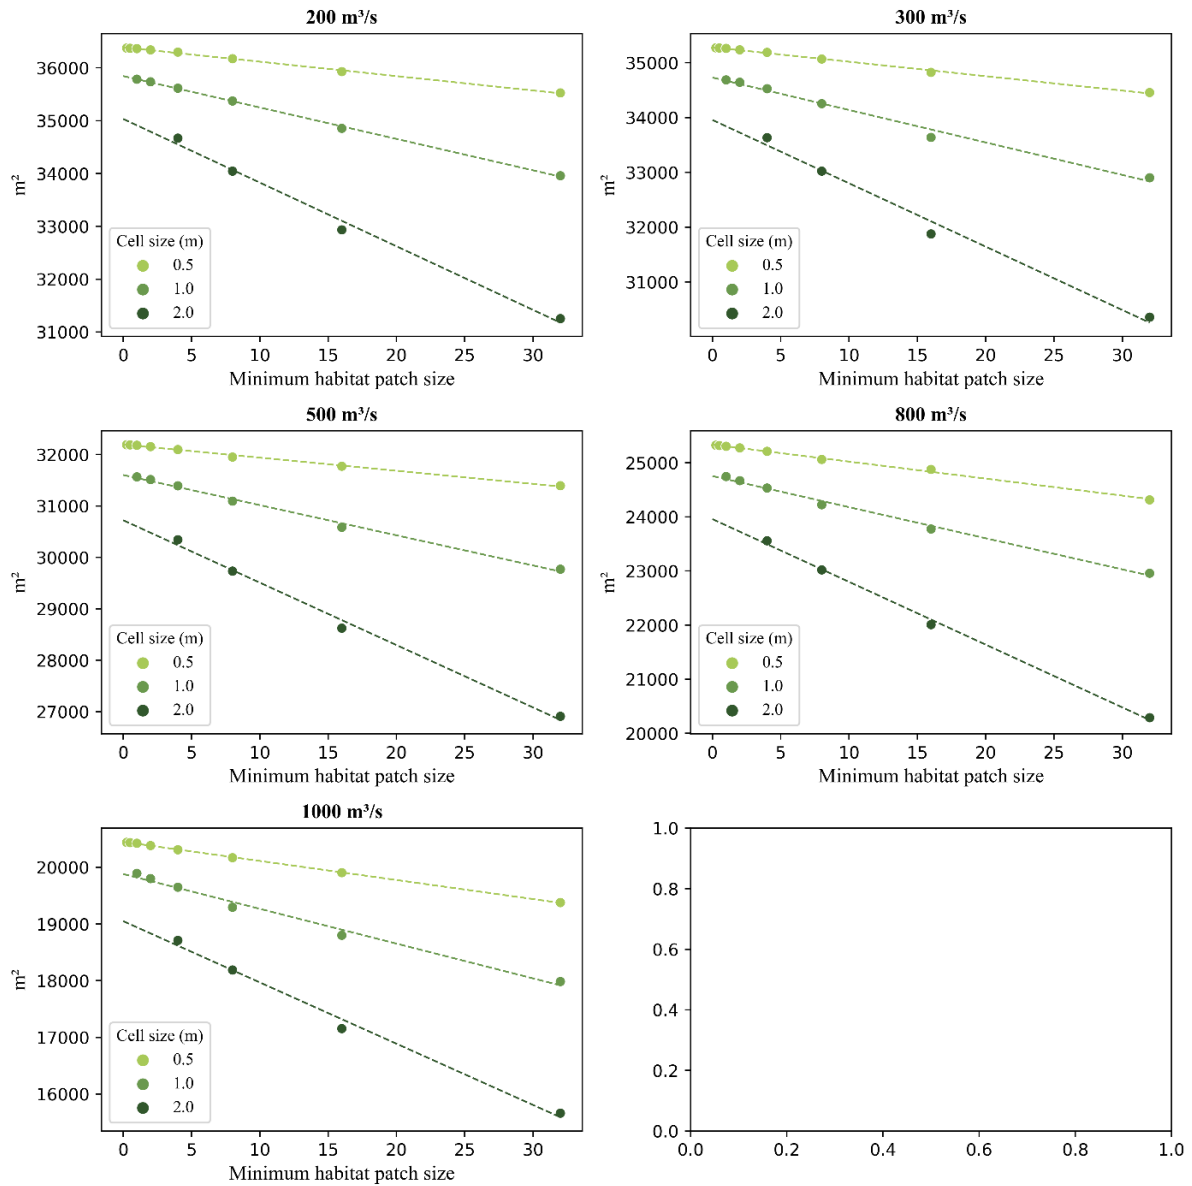 200 m³/s
36000
35000
34000
33000
32000
31000
m²
Cell size (m)
0.5
1.0
2.0
0 5 10 15 20 25 30
Minimum habitat patch size
300 m³/s
35000
34000
33000
32000
31000
m²
Cell size (m)
0.5
1.0
2.0
0 5 10 15 20 25 30
Minimum habitat patch size
500 m³/s
32000
31000
30000
29000
28000
27000
m²
Cell size (m)
0.5
1.0
2.0
0 5 10 15 20 25 30
Minimum habitat patch size
800 m³/s
25000
24000
23000
22000
21000
20000
m²
Cell size (m)
0.5
1.0
2.0
0 5 10 15 20 25 30
Minimum habitat patch size
1000 m³/s
20000
19000
18000
17000
16000
m²
Cell size (m)
0.5
1.0
2.0
0 5 10 15 20 25 30
Minimum habitat patch size
1.0
0.8
0.6
0.4
0.2
0.0
0.0 0.2 0.4 0.6 0.8 1.0